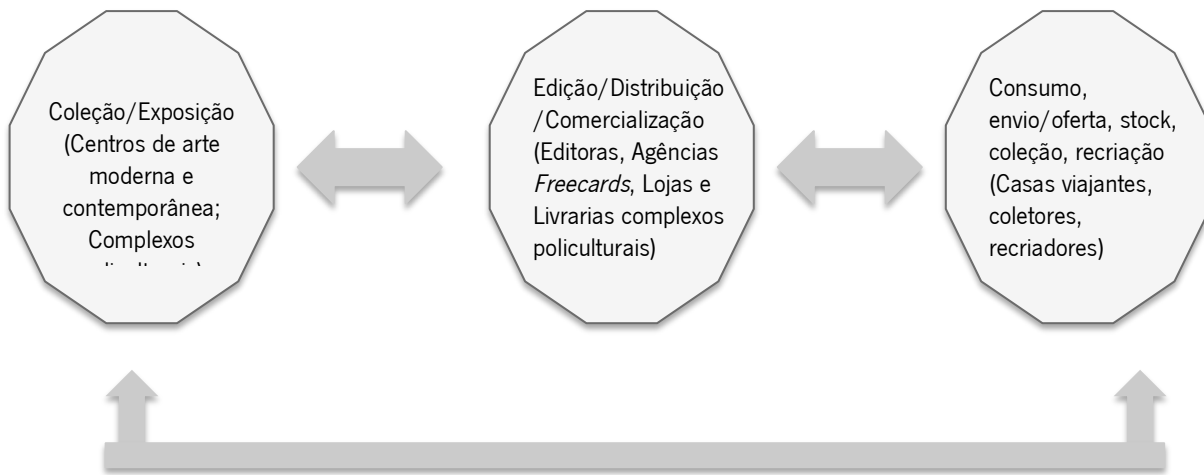 Coleção/Exposição
(Centros de arte
moderna e
contemporânea;
Complexos
Edição/Distribuição
/Comercialização
(Editoras, Agências
Freecards, Lojas e
Livrarias complexos
policulturais)
Consumo,
envio/oferta, stock,
coleção, recriação
(Casas viajantes,
coletores,
recriadores)